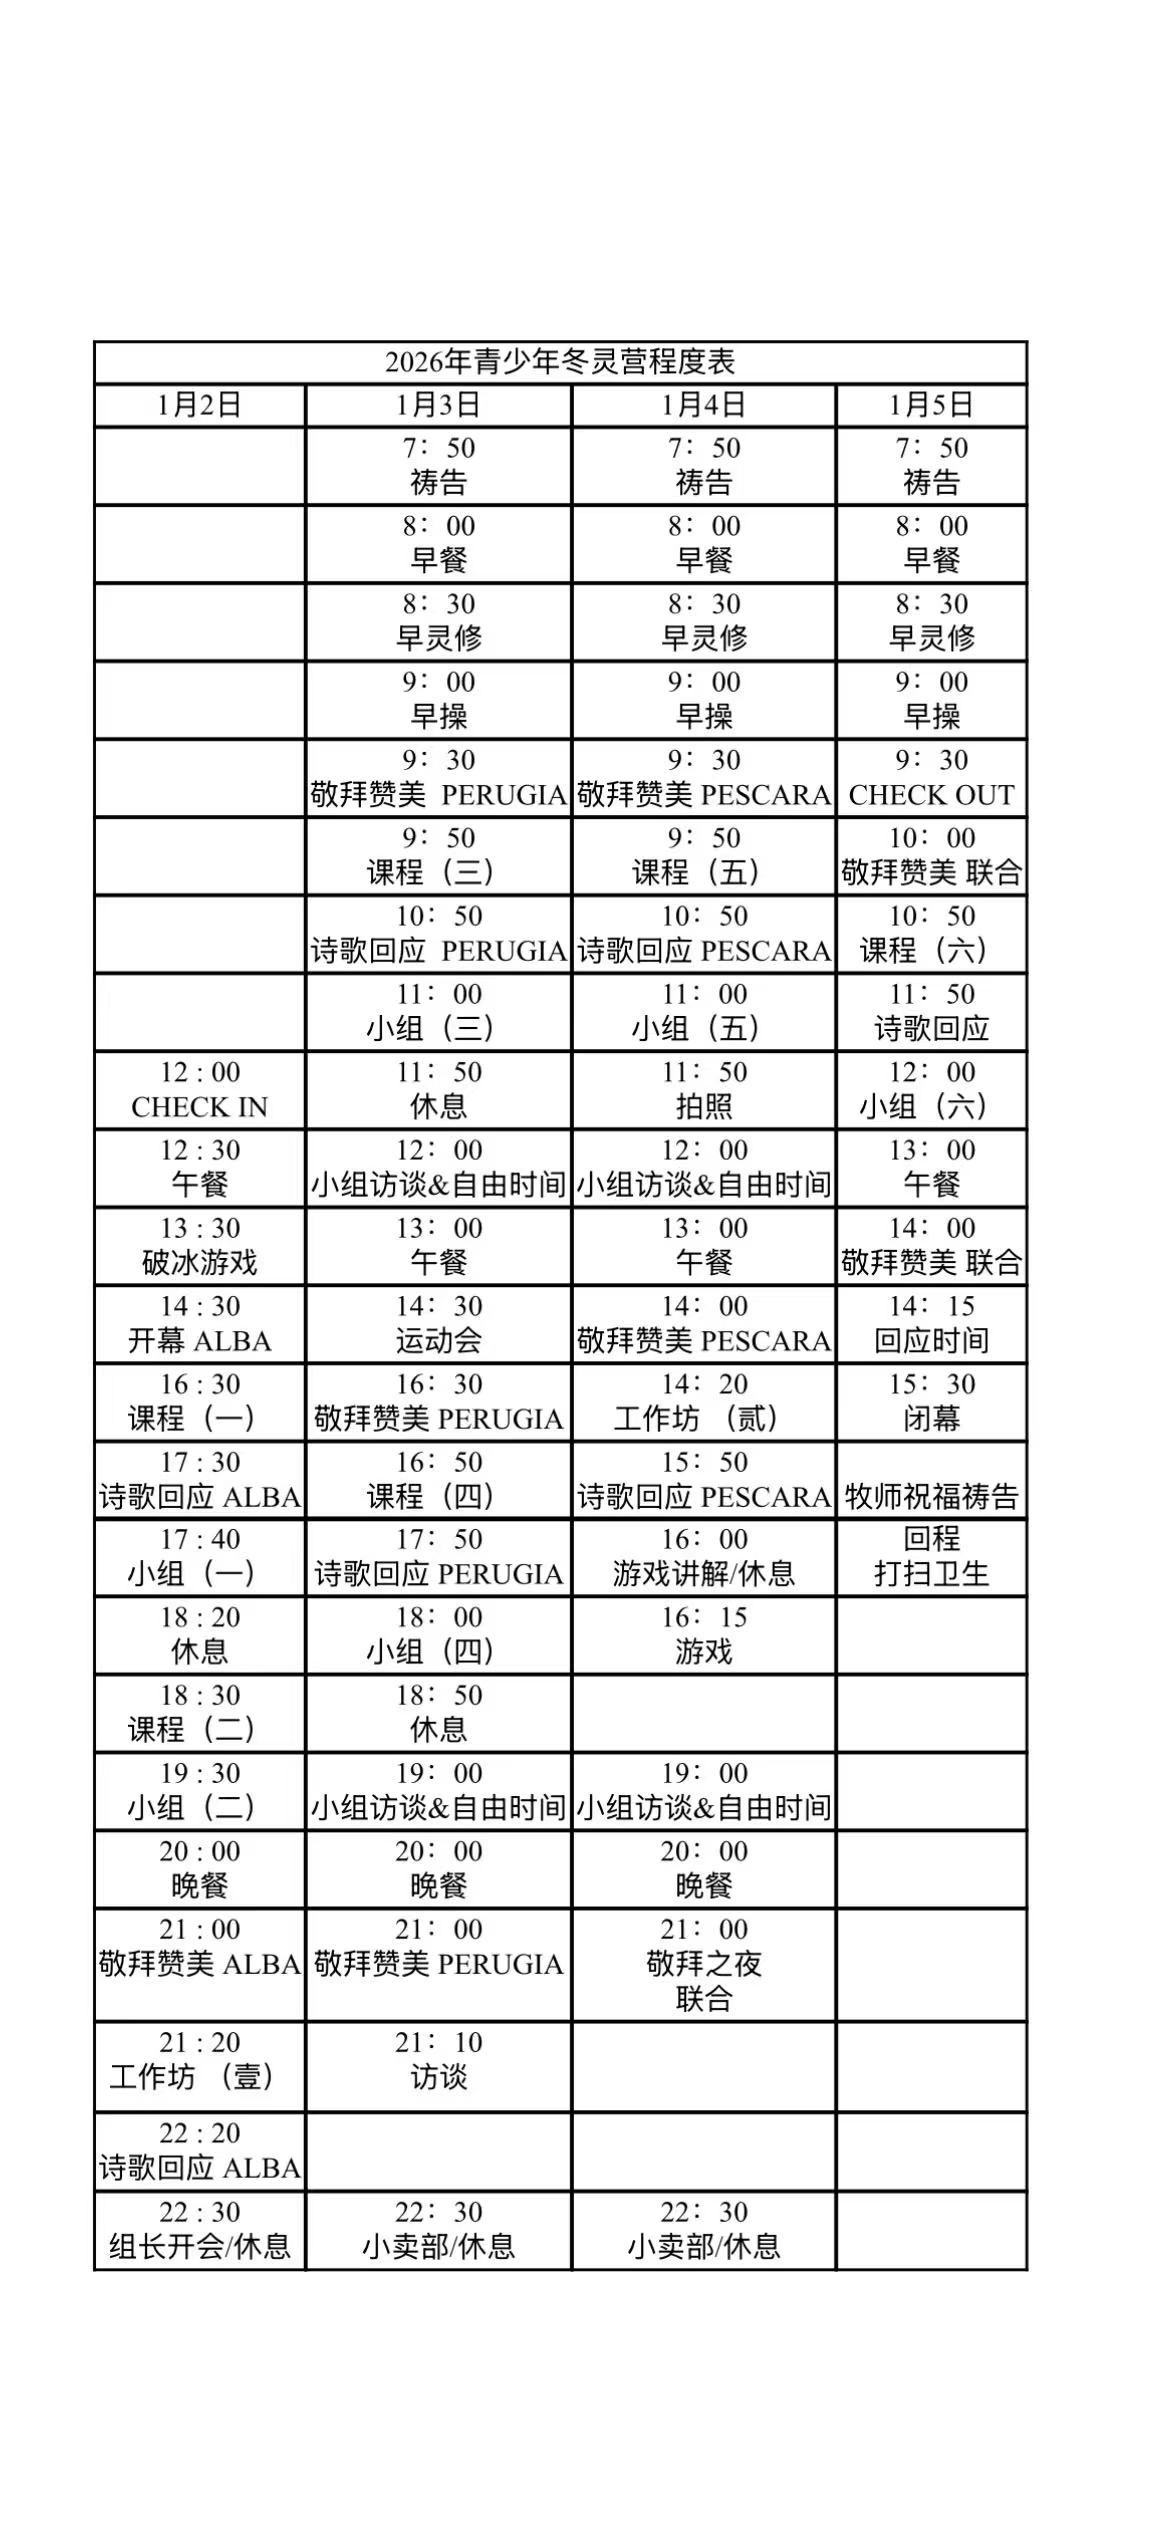 2026年青少年冬灵营程度表
1月2日 1月3日 1月4日 1月5日
7：50 7：50 7：50
祷告 祷告 祷告
8：00 8：00 8：00
早餐 早餐 早餐
8：30 8：30 8：30
早灵修 早灵修 早灵修
9：00 9：00 9：00
早操 早操 早操
9：30 9：30 9：30
敬拜赞美 PERUGIA 敬拜赞美 PESCARA CHECK OUT
9：50 9：50 10：00
课程（三） 课程（五） 敬拜赞美 联合
10：50 10：50 10：50
诗歌回应 PERUGIA 诗歌回应 PESCARA 课程（六）
11：00 11：00 11：50
小组（三） 小组（五） 诗歌回应
12 : 00 11：50 11：50 12：00
CHECK IN 休息 拍照 小组（六）
12 : 30 12：00 12：00 13：00
午餐 小组访谈&自由时间 小组访谈&自由时间 午餐
13 : 30 13：00 13：00 14：00
破冰游戏 午餐 午餐 敬拜赞美 联合
14 : 30 14：30 14：00 14：15
开幕 ALBA 运动会 敬拜赞美 PESCARA 回应时间
16 : 30 16：30 14：20 15：30
课程（一） 敬拜赞美 PERUGIA 工作坊 （贰） 闭幕
17 : 30 16：50 15：50
诗歌回应 ALBA 课程（四） 诗歌回应 PESCARA 牧师祝福祷告
17 : 40 17：50 16：00 回程
小组（一） 诗歌回应 PERUGIA 游戏讲解/休息 打扫卫生
18 : 20 18：00 16：15
休息 小组（四） 游戏
18 : 30 18：50
课程（二） 休息
19 : 30 19：00 19：00
小组（二） 小组访谈&自由时间 小组访谈&自由时间
20 : 00 20：00 20：00
晚餐 晚餐 晚餐
21 : 00 21：00 21：00
敬拜赞美 ALBA 敬拜赞美 PERUGIA 敬拜之夜
联合
21 : 20 21：10
工作坊 （壹） 访谈
22 : 20
诗歌回应 ALBA
22 : 30 22：30 22：30
组长开会/休息 小卖部/休息 小卖部/休息